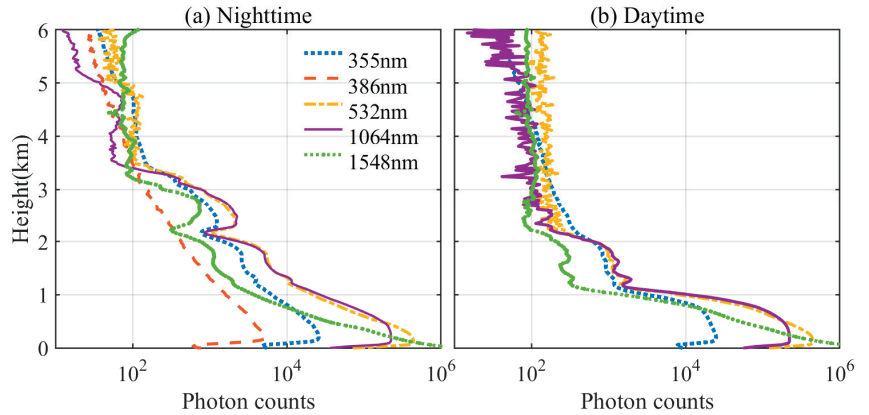 (a) Nighttime
(b) Daytime
6
5
4
3
2
1
0
Height(km)
355nm
386nm
532nm
1064nm
1548nm
10^2
10^4
10^6
10^2
10^4
10^6
Photon counts
Photon counts